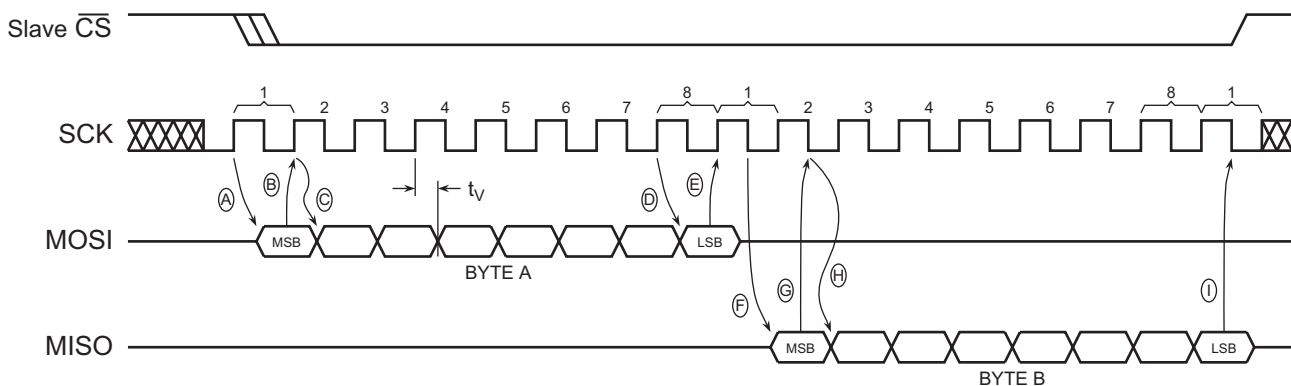 Slave CS
1 2 3 4 5 6 7 8 1 2 3 4 5 6 7 8 1
SCK
A B C tV D E
MOSI MSB LSB
BYTE A
F G H I
MISO MSB LSB
BYTE B